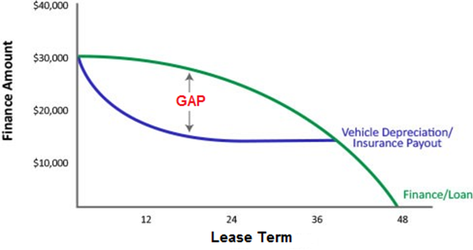 $40,000
$30,000
$20,000
$10,000
Finance Amount
GAP
Vehicle Depreciation/
Insurance Payout
Finance/Loan
12 24 36 48
Lease Term